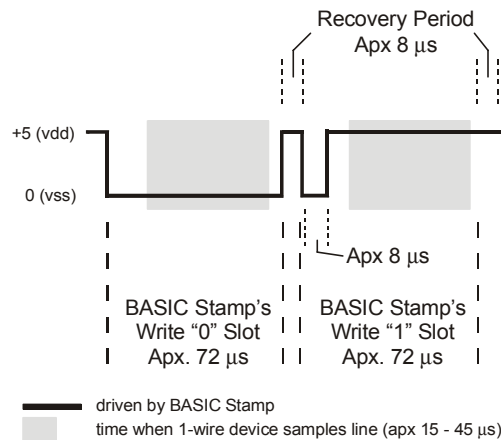 Recovery Period
Apx 8 μs
+5 (vdd)
0 (vss)
Apx 8 μs
BASIC Stamp's
Write “0” Slot
Apx. 72 μs
BASIC Stamp's
Write “1” Slot
Apx. 72 μs
driven by BASIC Stamp
time when 1-wire device samples line (apx 15 - 45 μs)